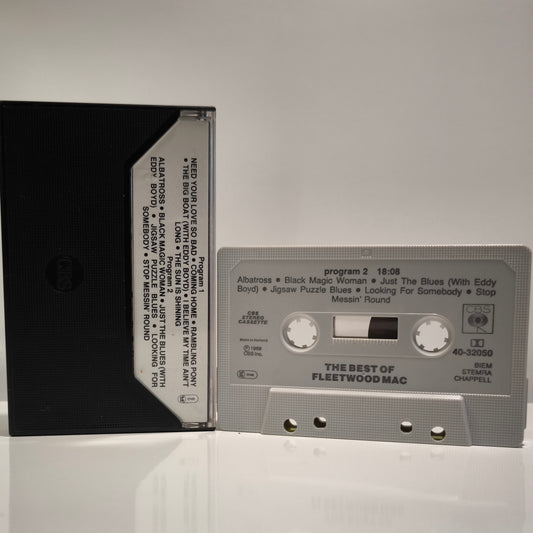 Program 1
NEED YOUR LOVE SO BAD • COMING HOME • RAMBLING PONY
• THE BIG BOAT (WITH EDDY BOYD) • I BELIEVE MY TIME AIN'T
LONG • THE SUN IS SHINING
Program 2
ALBATROSS • BLACK MAGIC WOMAN • JUST THE BLUES (WITH
EDDY BOYD) • JIGSAW PUZZLE BLUES • LOOKING FOR
SOMEBODY • STOP MESSIN' ROUND
CBS
program 2 18:08
Albatross • Black Magic Woman • Just The Blues (With Eddy
Boyd) • Jigsaw Puzzle Blues • Looking For Somebody • Stop
Messin' Round
CBS
STEREO
CASSETTE
Made in Holland
CBS Inc.
CBS
40-32050
BIEM
STEMRA
CHAPPELL
THE BEST OF
FLEETWOOD MAC